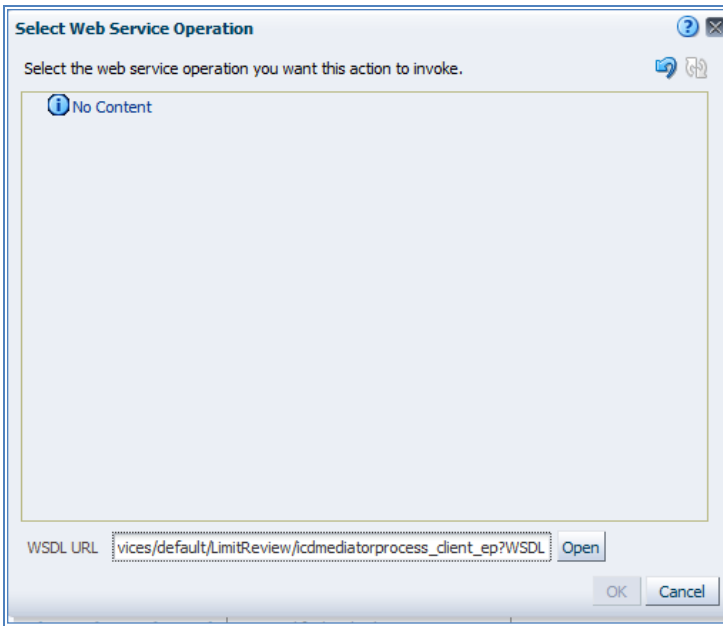 Select Web Service Operation
Select the web service operation you want this action to invoke.
No Content
WSDL URL vices/default/LimitReview/icdmediatorprocess_client_ep?WSDL Open
OK Cancel